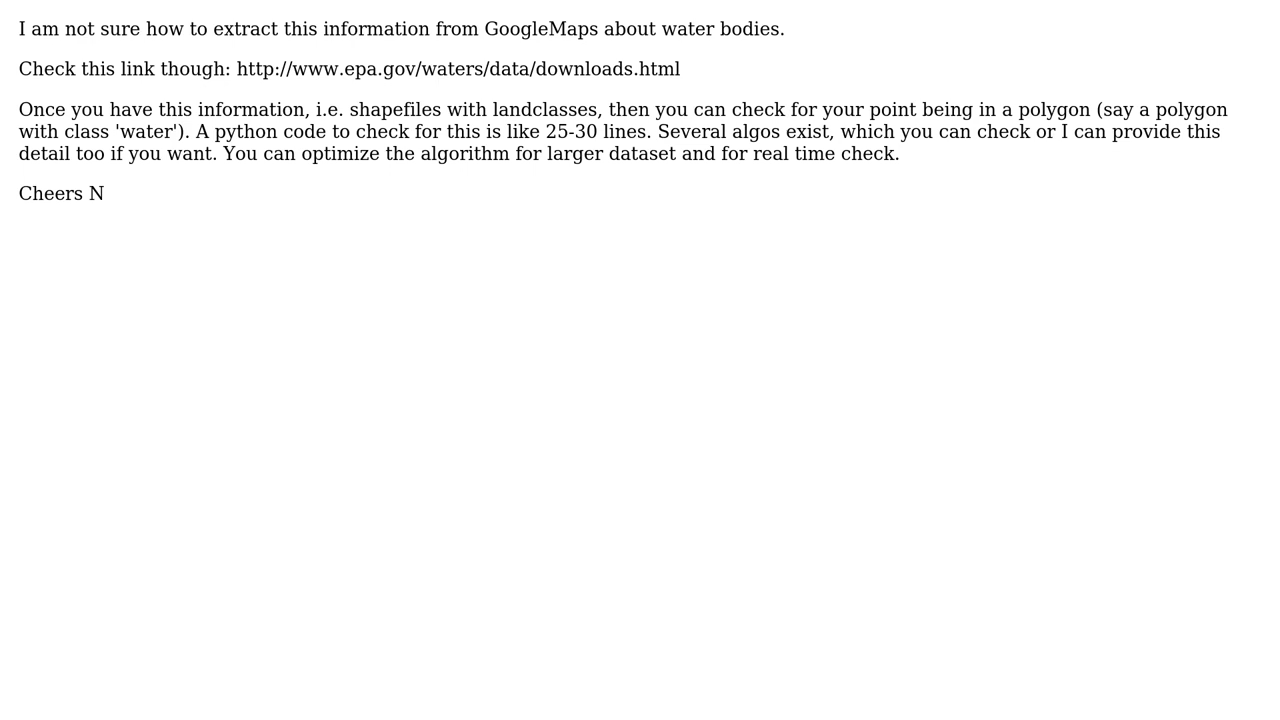 I am not sure how to extract this information from GoogleMaps about water bodies.
Check this link though: http://www.epa.gov/waters/data/downloads.html
Once you have this information, i.e. shapefiles with landclasses, then you can check for your point being in a polygon (say a polygon
with class 'water'). A python code to check for this is like 25-30 lines. Several algos exist, which you can check or I can provide this
detail too if you want. You can optimize the algorithm for larger dataset and for real time check.
Cheers N